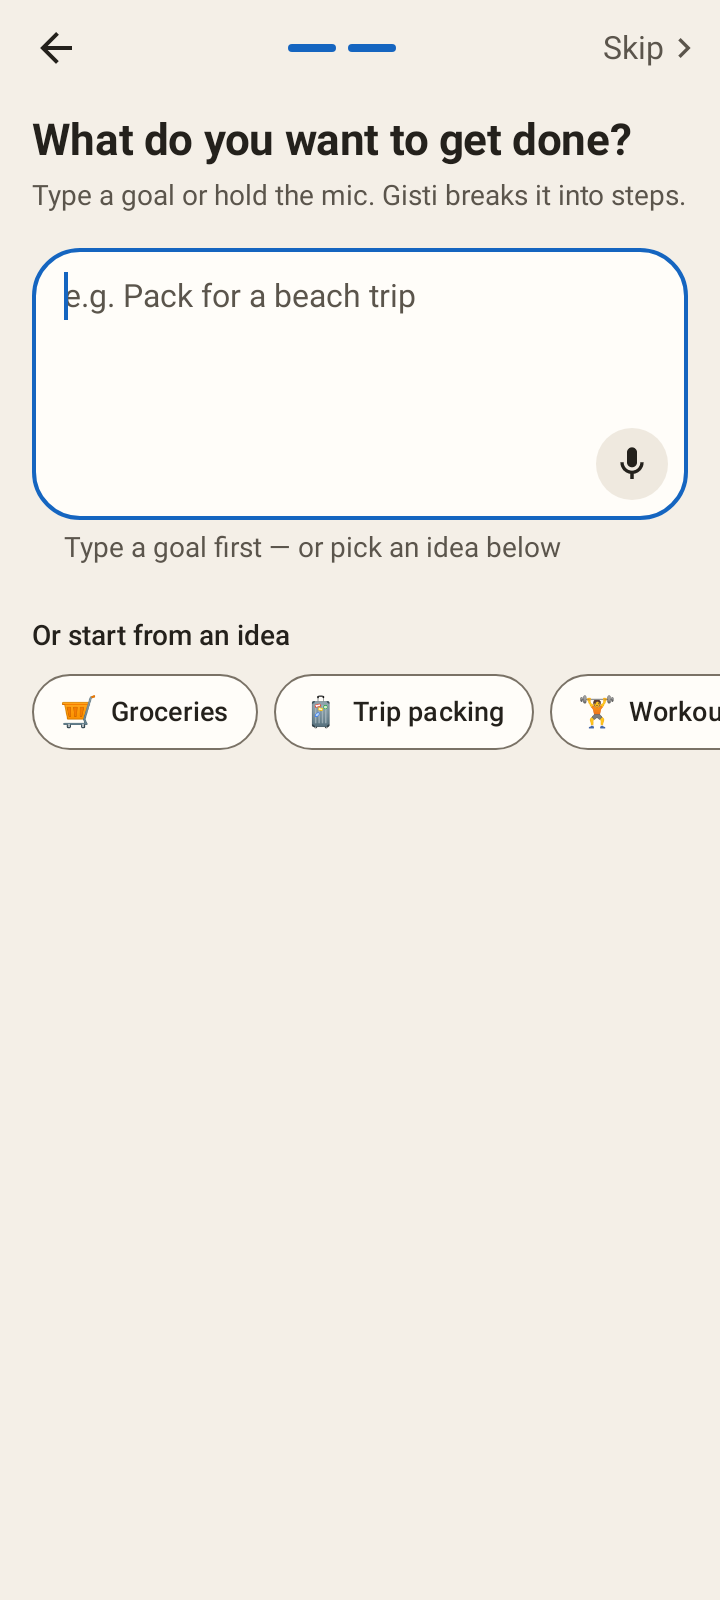 Skip
What do you want to get done?
Type a goal or hold the mic. Gisti breaks it into steps.
e.g. Pack for a beach trip
Type a goal first — or pick an idea below
Or start from an idea
Groceries
Trip packing
Workou